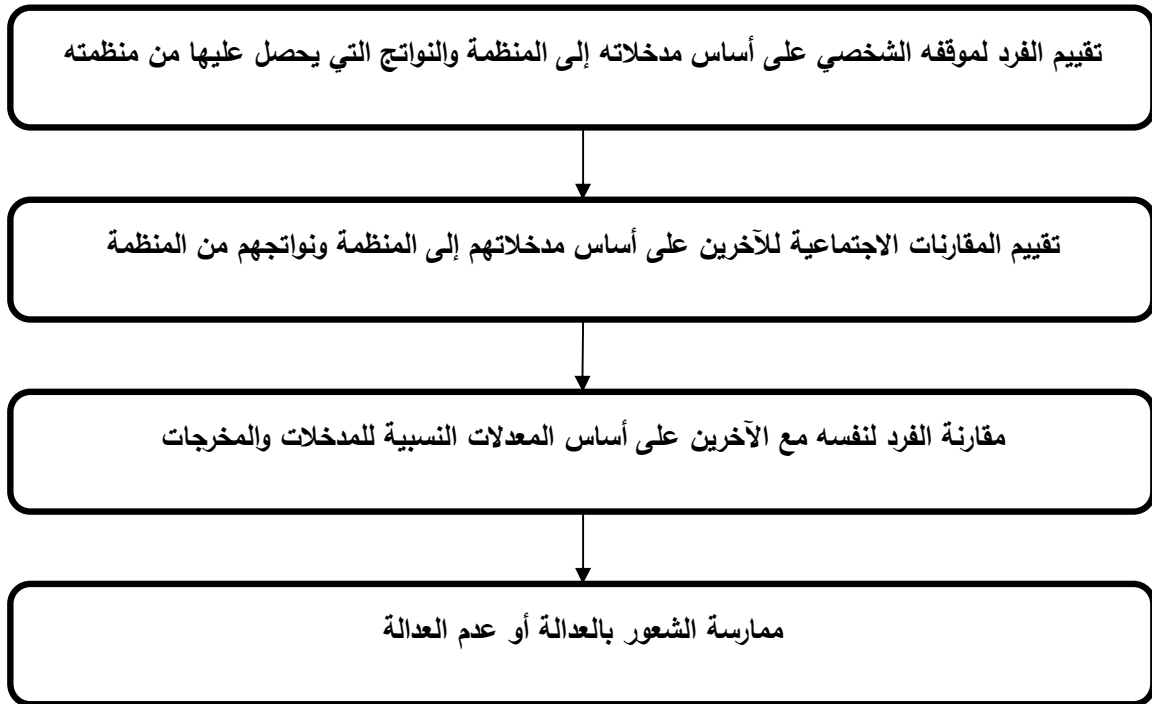 تقييم الفرد لموقفه الشخصي على أساس مدخلاته إلى المنظمة والنواتج التي يحصل عليها من منظمته
تقييم المقارنات الاجتماعية للآخرين على أساس مدخلاتهم إلى المنظمة ونواتجهم من المنظمة
مقارنة الفرد لنفسه مع الآخرين على أساس المعدلات النسبية للمدخلات والمخرجات
ممارسة الشعور بالعدالة أو عدم العدالة